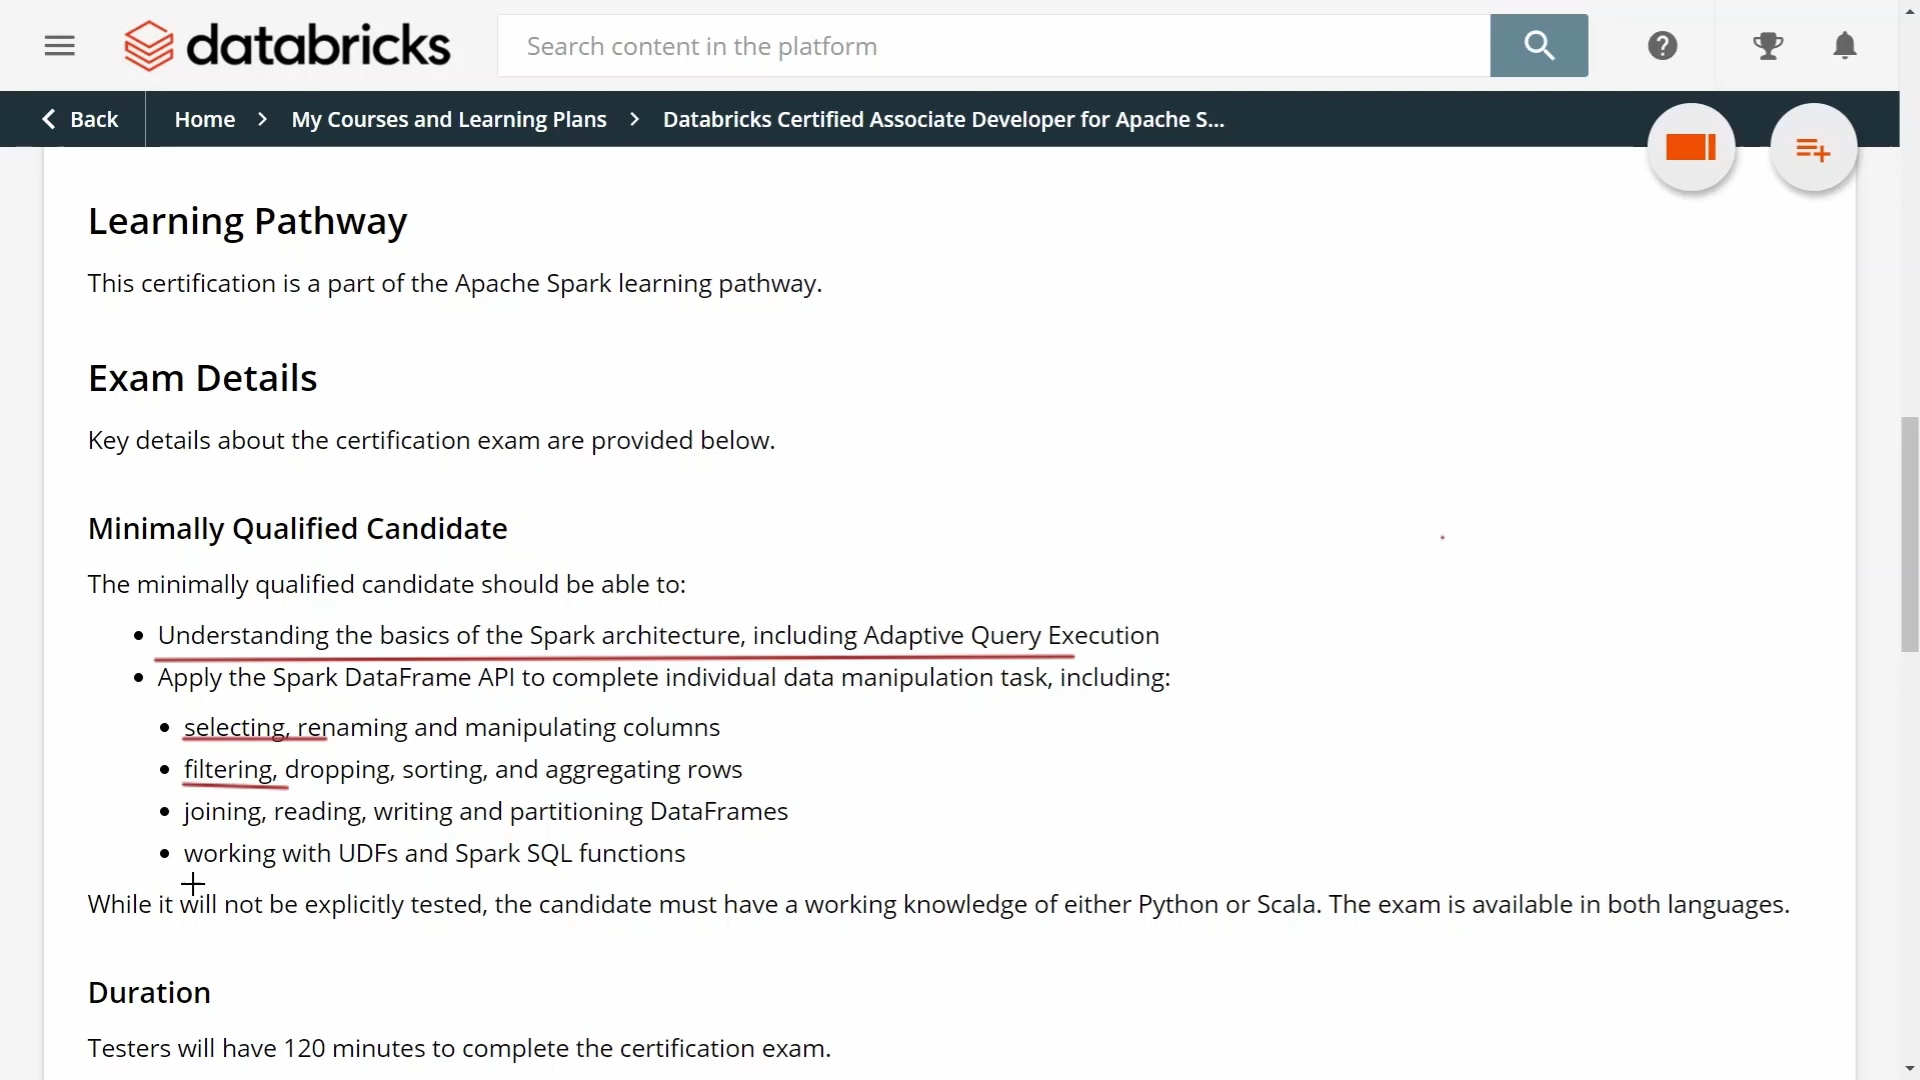 databricks
Search content in the platform
Back
Home > My Courses and Learning Plans > Databricks Certified Associate Developer for Apache S...
Learning Pathway
This certification is a part of the Apache Spark learning pathway.
Exam Details
Key details about the certification exam are provided below.
Minimally Qualified Candidate
The minimally qualified candidate should be able to:
• Understanding the basics of the Spark architecture, including Adaptive Query Execution
• Apply the Spark DataFrame API to complete individual data manipulation task, including:
• selecting, renaming and manipulating columns
• filtering, dropping, sorting, and aggregating rows
• joining, reading, writing and partitioning DataFrames
• working with UDFs and Spark SQL functions
While it will not be explicitly tested, the candidate must have a working knowledge of either Python or Scala. The exam is available in both languages.
Duration
Testers will have 120 minutes to complete the certification exam.